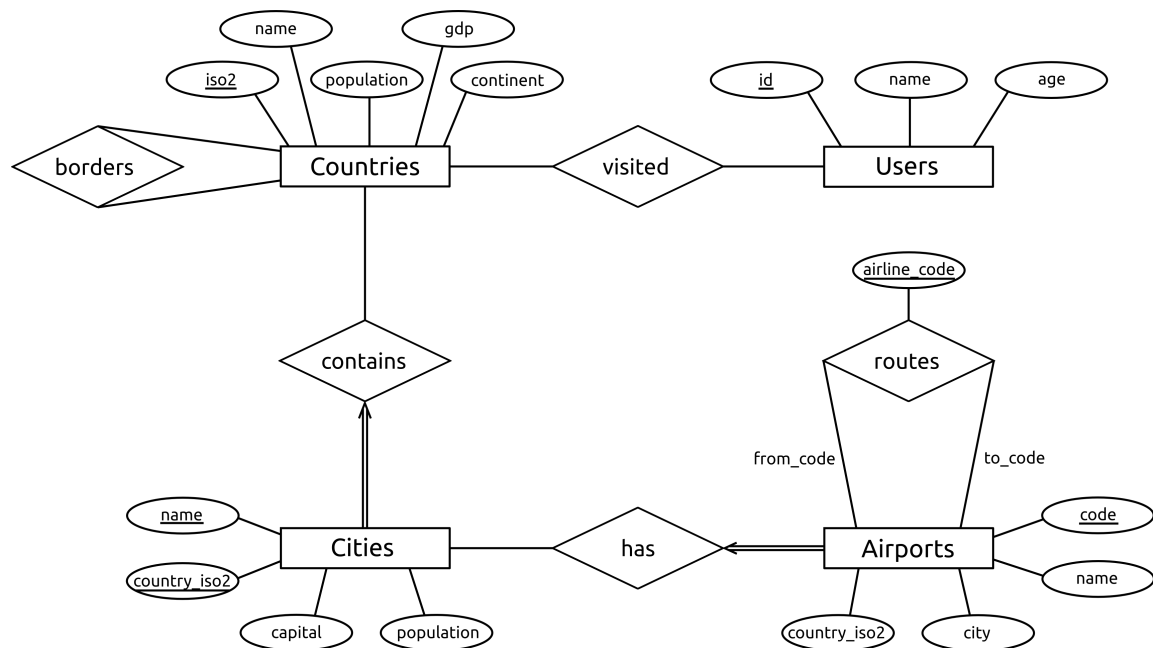 name
gdp
iso2
population
continent
id
name
age
borders
Countries
visited
Users
airline_code
contains
routes
from_code
to_code
name
code
Cities
has
Airports
country_iso2
name
capital
population
country_iso2
city